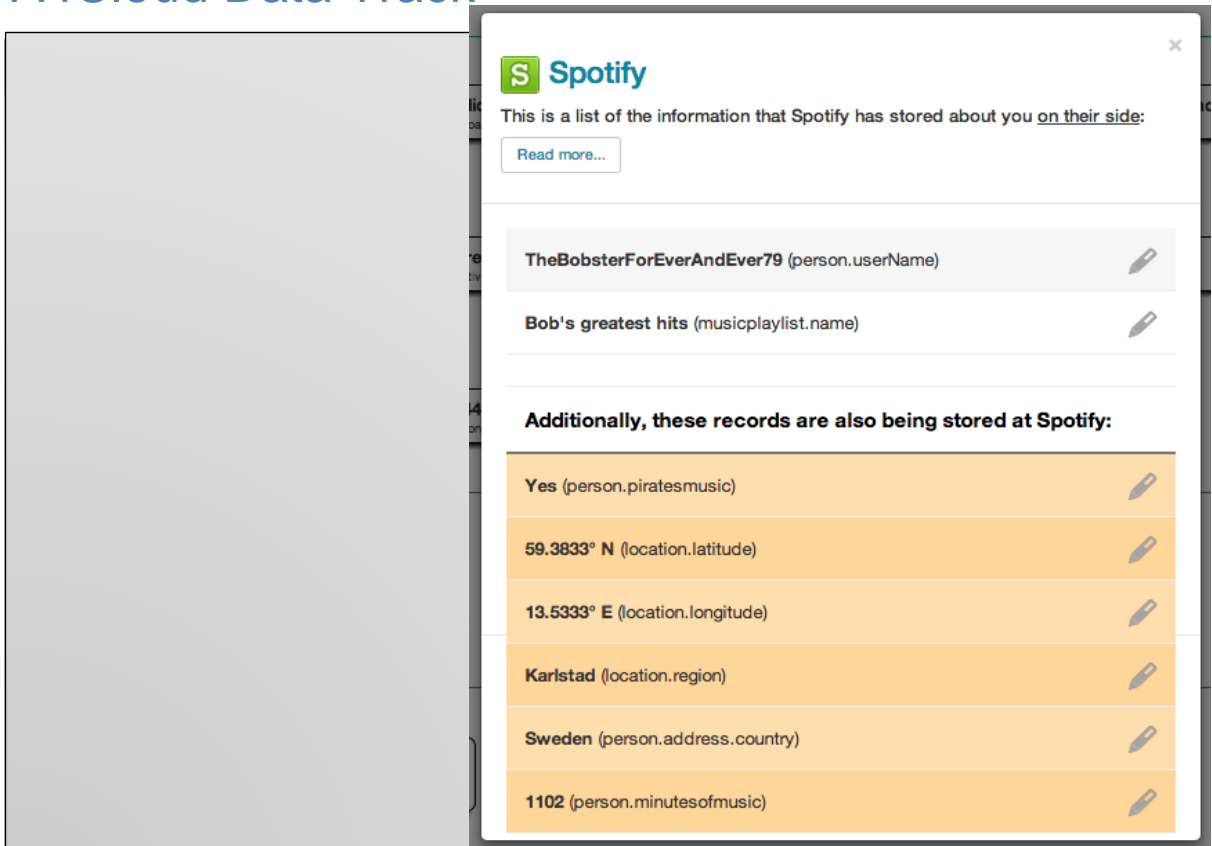 Spotify
This is a list of the information that Spotify has stored about you on their side:
Read more...
TheBobsterForEverAndEver79 (person.userName)
Bob's greatest hits (musicplaylist.name)
Additionally, these records are also being stored at Spotify:
Yes (person.piratesmusic)
59.3833° N (location.latitude)
13.5333° E (location.longitude)
Karlstad (location.region)
Sweden (person.address.country)
1102 (person.minutesofmusic)